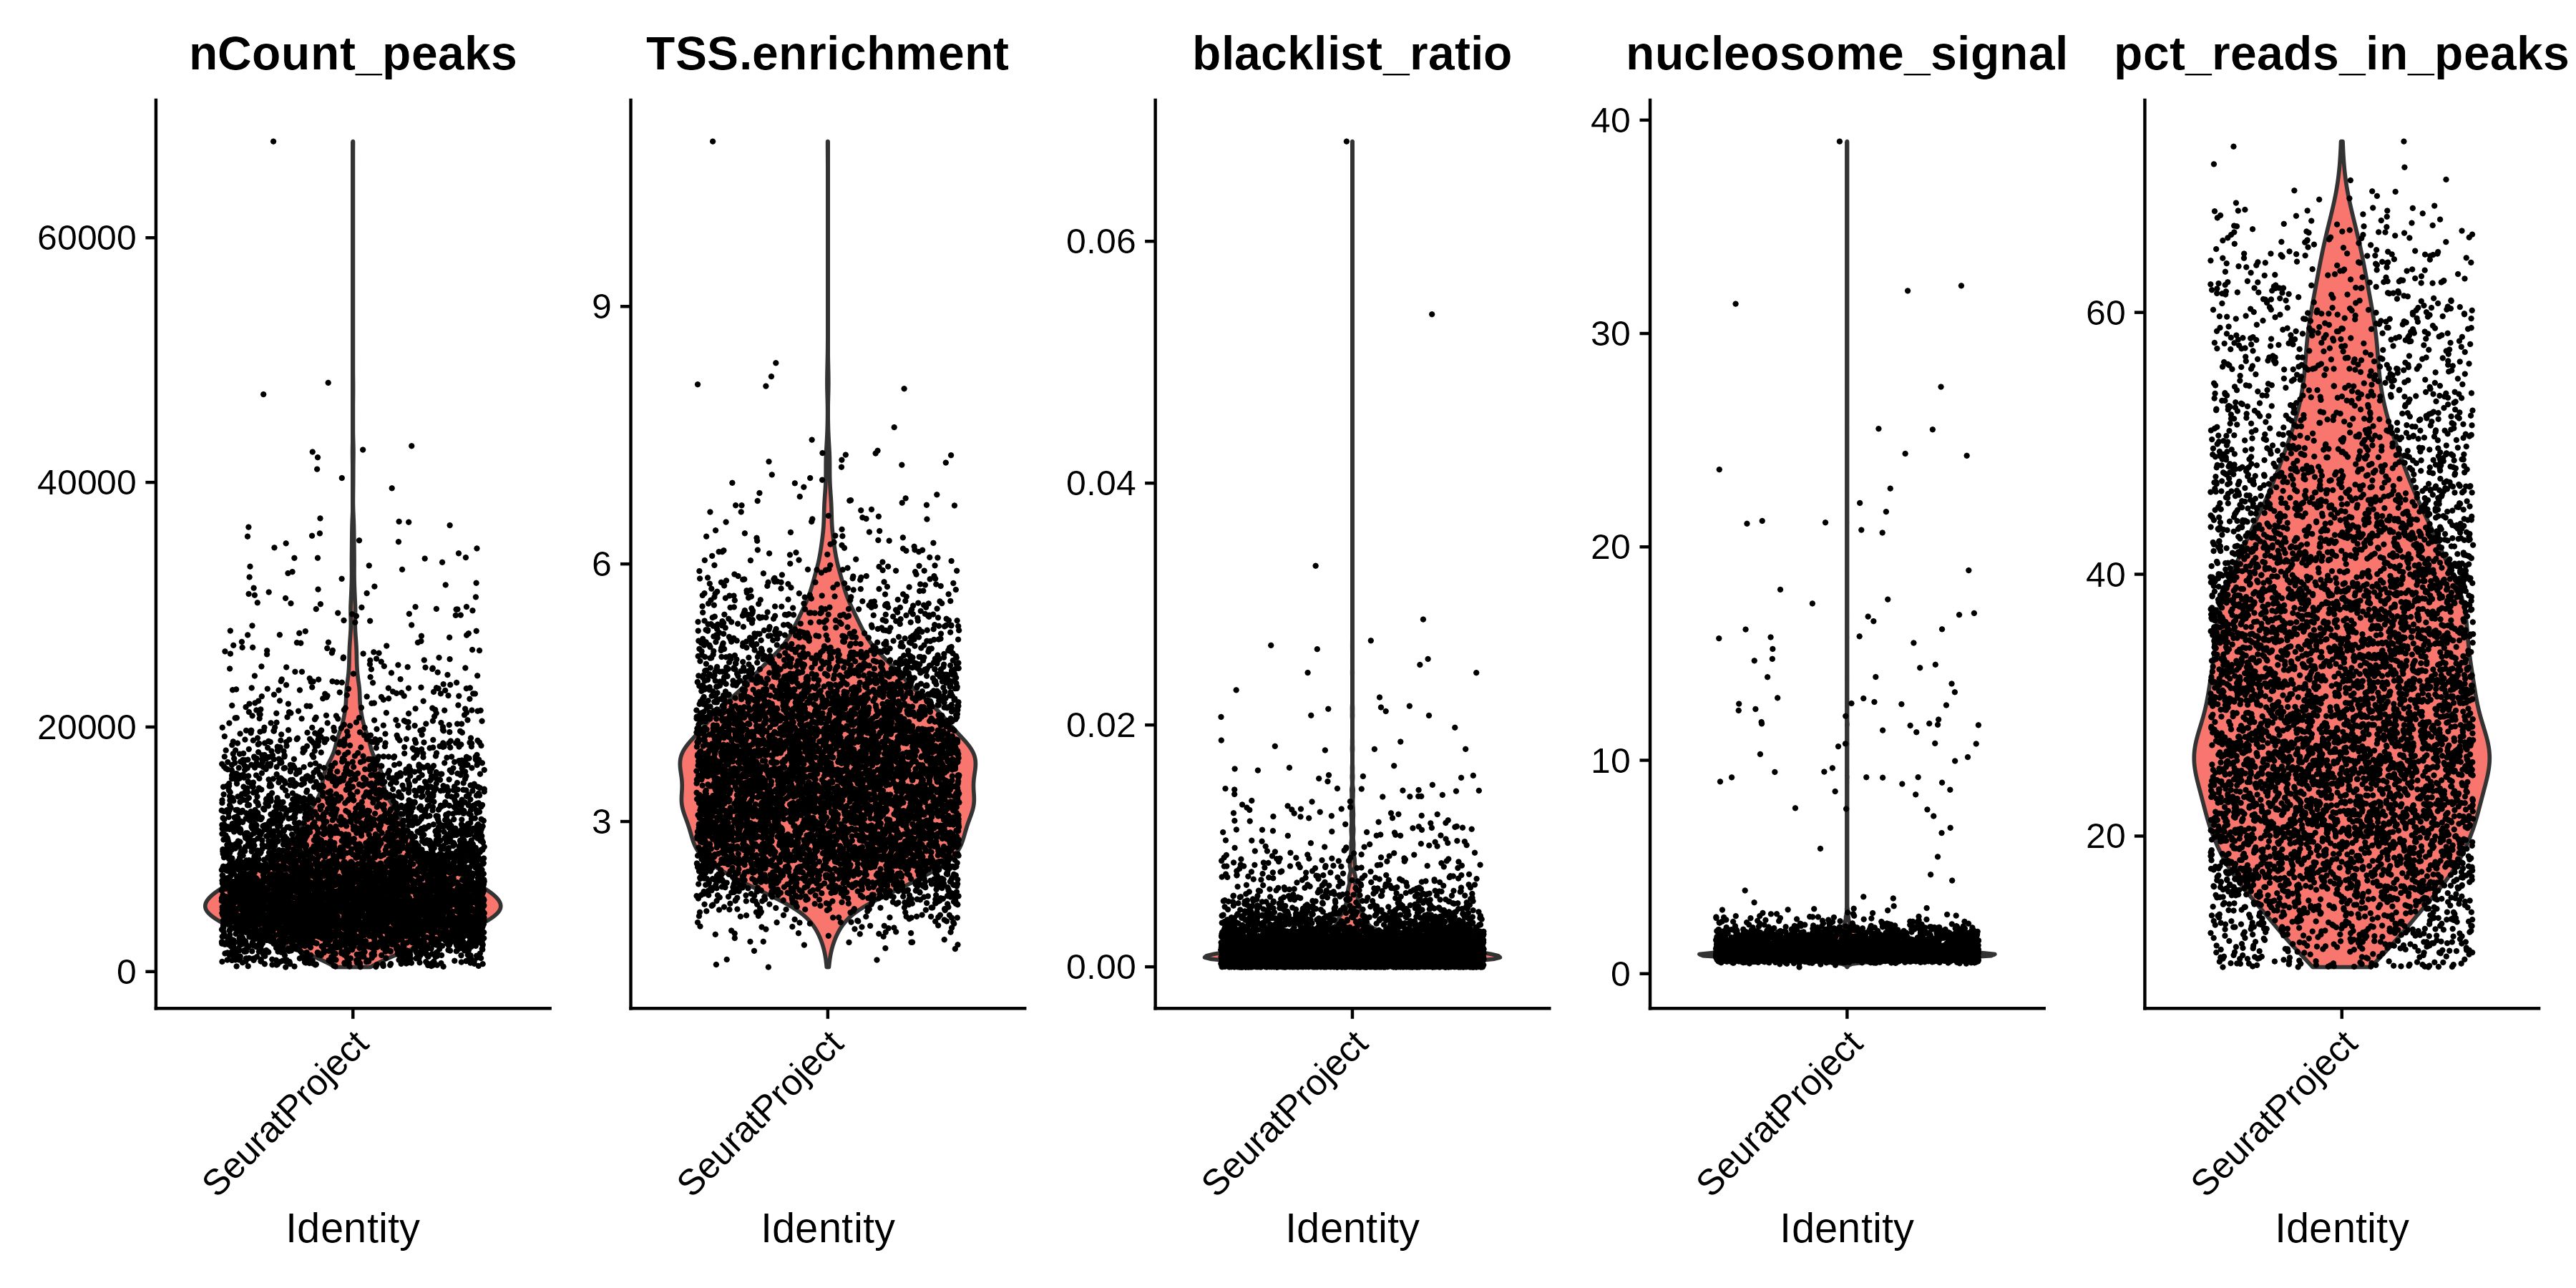 nCount_peaks
60000
40000
20000
0
SeuratProject
Identity
TSS.enrichment
9
6
3
SeuratProject
Identity
blacklist_ratio
0.06
0.04
0.02
0.00
SeuratProject
Identity
nucleosome_signal
40
30
20
10
0
SeuratProject
Identity
pct_reads_in_peaks
60
40
20
SeuratProject
Identity